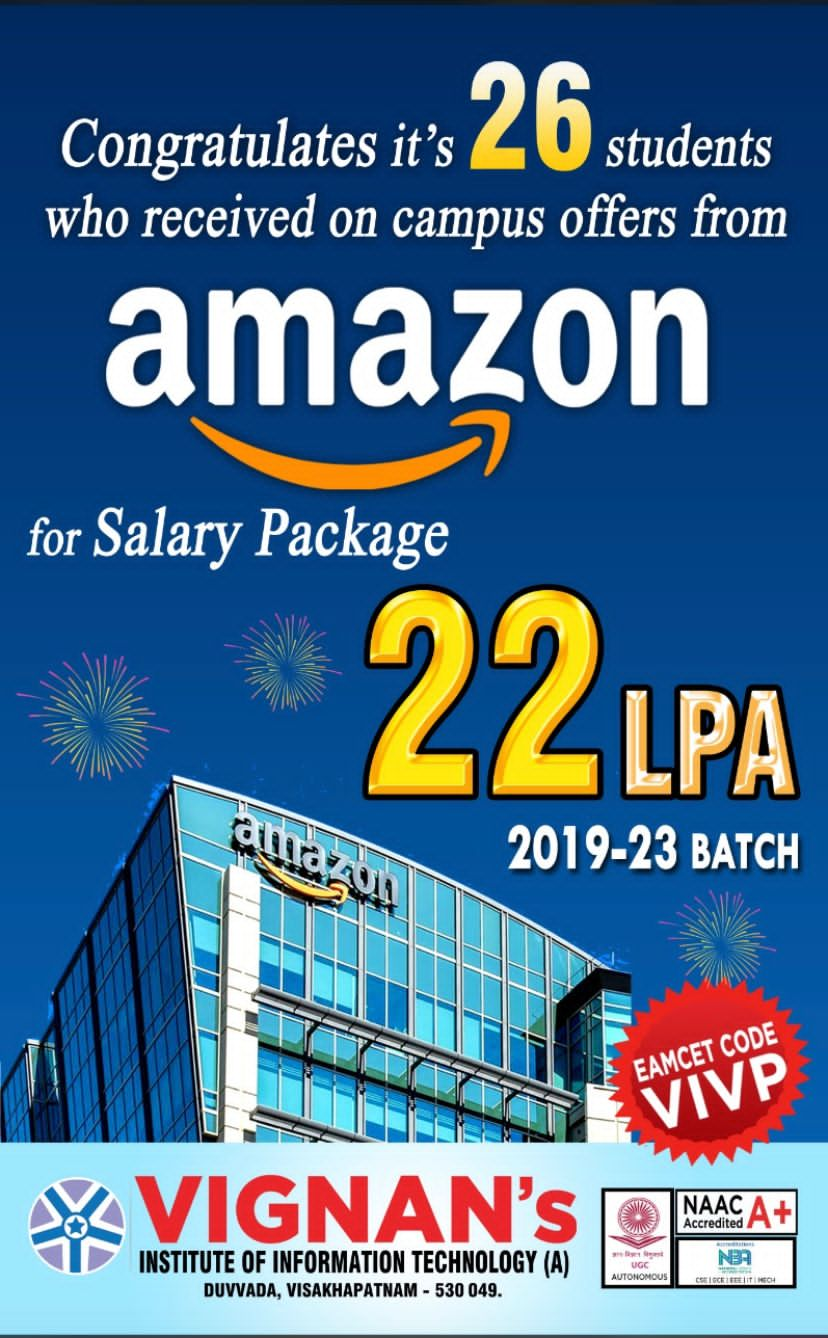 Congratulates it's 26 students
who received on campus offers from
amazon
for Salary Package
22 LPA
2019-23 BATCH
amazon
EAMCET CODE
VIVP
VIGNAN's
INSTITUTE OF INFORMATION TECHNOLOGY (A)
DUVVADA, VISAKHAPATNAM - 530 049.
UGC
AUTONOMOUS
NAAC
Accredited A+
Accreditations
NBA
CSE | ECE | EEE | IT | MECH